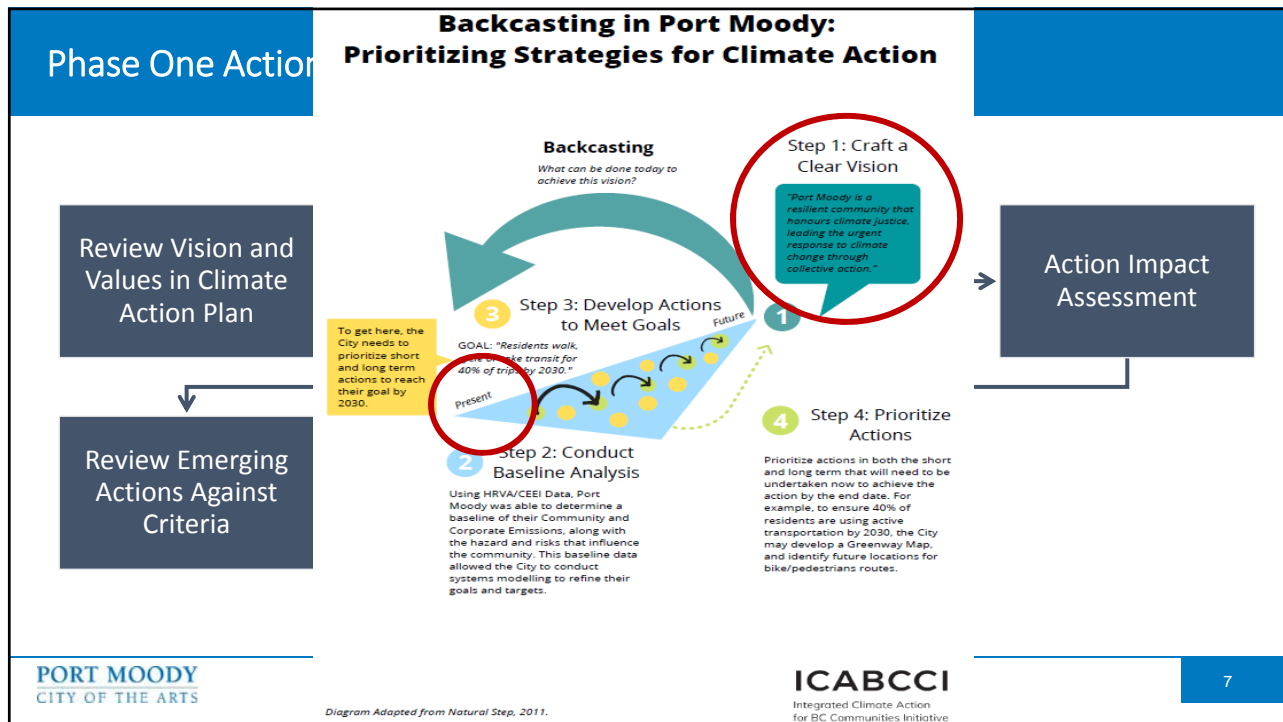 Phase One Action
Backcasting in Port Moody:
Prioritizing Strategies for Climate Action
Review Vision and
Values in Climate
Action Plan
Review Emerging
Actions Against
Criteria
Action Impact
Assessment
Backcasting
What can be done today to
achieve this vision?
Step 1: Craft a
Clear Vision
"Port Moody is a
resilient community that
honours climate justice,
leading the urgent
response to climate
change through
collective action."
1
3
Step 3: Develop Actions
to Meet Goals
GOAL: "Residents walk,
transit for
40% of trips by 2030."
To get here, the
City needs to
prioritize short
and long term
actions to reach
their goal by
2030.
Present
Future
2
Step 2: Conduct
Baseline Analysis
Using HRVA/CEEI Data, Port
Moody was able to determine a
baseline of their Community and
Corporate Emissions, along with
the hazard and risks that influence
the community. This baseline data
allowed the City to conduct
systems modelling to refine their
goals and targets.
4
Step 4: Prioritize
Actions
Prioritize actions in both the short
and long term that will need to be
undertaken now to achieve the
action by the end date. For
example, to ensure 40% of
residents are using active
transportation by 2030, the City
may develop a Greenway Map,
and identify future locations for
bike/pedestrians routes.
PORT MOODY
CITY OF THE ARTS
Diagram Adapted from Natural Step, 2011.
ICABCCI
Integrated Climate Action
for BC Communities Initiative
7